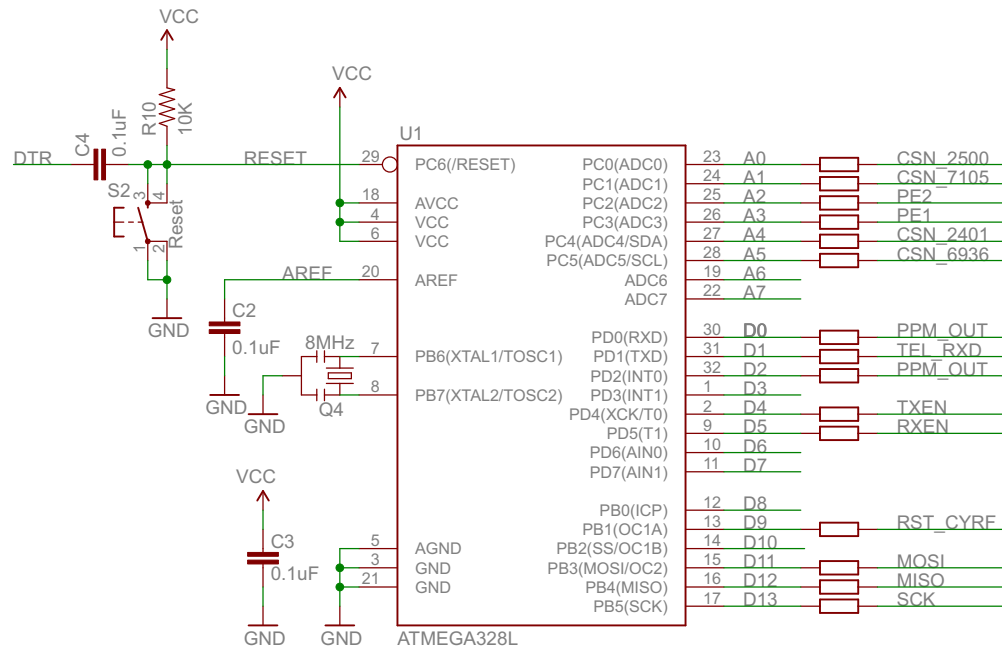 VCC
R10
10K
C4
0.1uF
DTR
RESET
S2
3
4
1
2
Reset
GND
VCC
AREF
C2
0.1uF
GND
8MHz
Q4
GND
VCC
C3
0.1uF
GND
GND
U1
29 PC6(/RESET)
18 AVCC
4 VCC
6 VCC
20 AREF
7 PB6(XTAL1/TOSC1)
8 PB7(XTAL2/TOSC2)
5 AGND
3 GND
21 GND
PC0(ADC0) 23 A0 CSN_2500
PC1(ADC1) 24 A1 CSN_7105
PC2(ADC2) 25 A2 PE2
PC3(ADC3) 26 A3 PE1
PC4(ADC4/SDA) 27 A4 CSN_2401
PC5(ADC5/SCL) 28 A5 CSN_6936
ADC6 19 A6
ADC7 22 A7
PD0(RXD) 30 D0 PPM_OUT
PD1(TXD) 31 D1 TEL_RXD
PD2(INT0) 32 D2 PPM_OUT
PD3(INT1) 1 D3
PD4(XCK/T0) 2 D4 TXEN
PD5(T1) 9 D5 RXEN
PD6(AIN0) 10 D6
PD7(AIN1) 11 D7
PB0(ICP) 12 D8
PB1(OC1A) 13 D9 RST_CYRF
PB2(SS/OC1B) 14 D10
PB3(MOSI/OC2) 15 D11 MOSI
PB4(MISO) 16 D12 MISO
PB5(SCK) 17 D13 SCK
ATMEGA328L